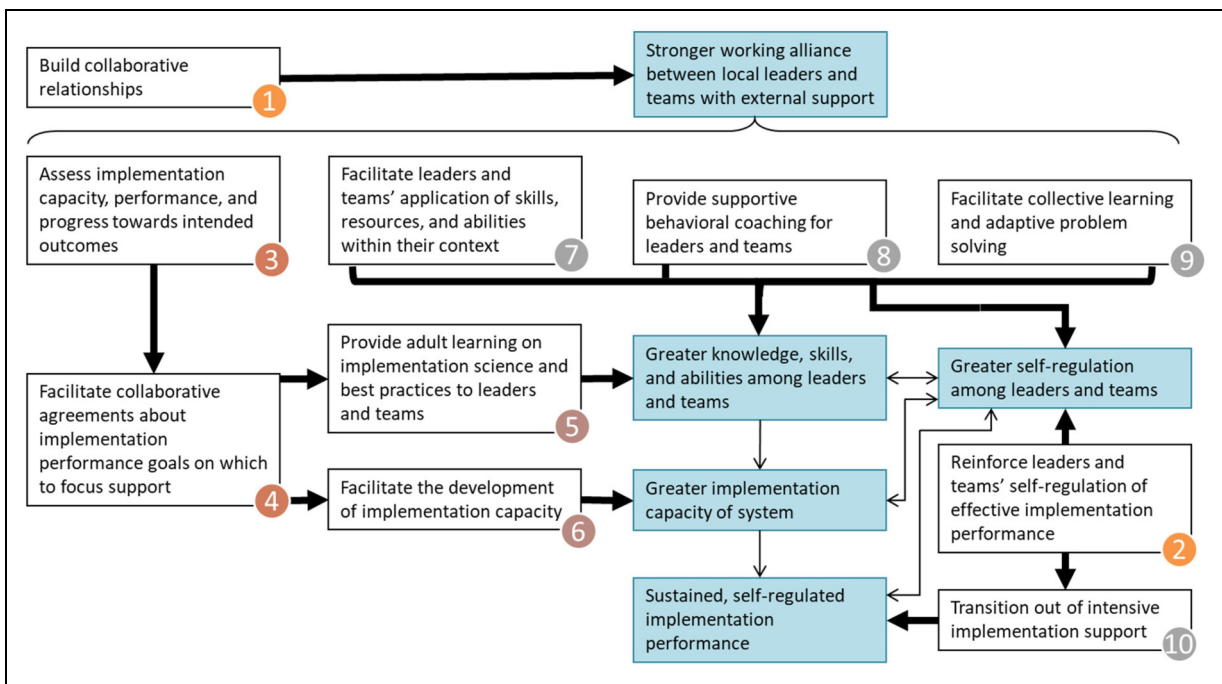 Build collaborative
relationships
1
Stronger working alliance
between local leaders and
teams with external support
Assess implementation
capacity, performance, and
progress towards intended
outcomes
3
Facilitate leaders and
teams’ application of skills,
resources, and abilities
within their context
7
Provide supportive
behavioral coaching for
leaders and teams
8
Facilitate collective learning
and adaptive problem
solving
9
Facilitate collaborative
agreements about
implementation
performance goals on which
to focus support
4
Provide adult learning on
implementation science and
best practices to leaders
and teams
5
Greater knowledge, skills,
and abilities among leaders
and teams
Greater self-regulation
among leaders and teams
Facilitate the development
of implementation capacity
6
Greater implementation
capacity of system
Reinforce leaders and
teams’ self-regulation of
effective implementation
performance
2
Sustained, self-regulated
implementation
performance
Transition out of intensive
implementation support
10